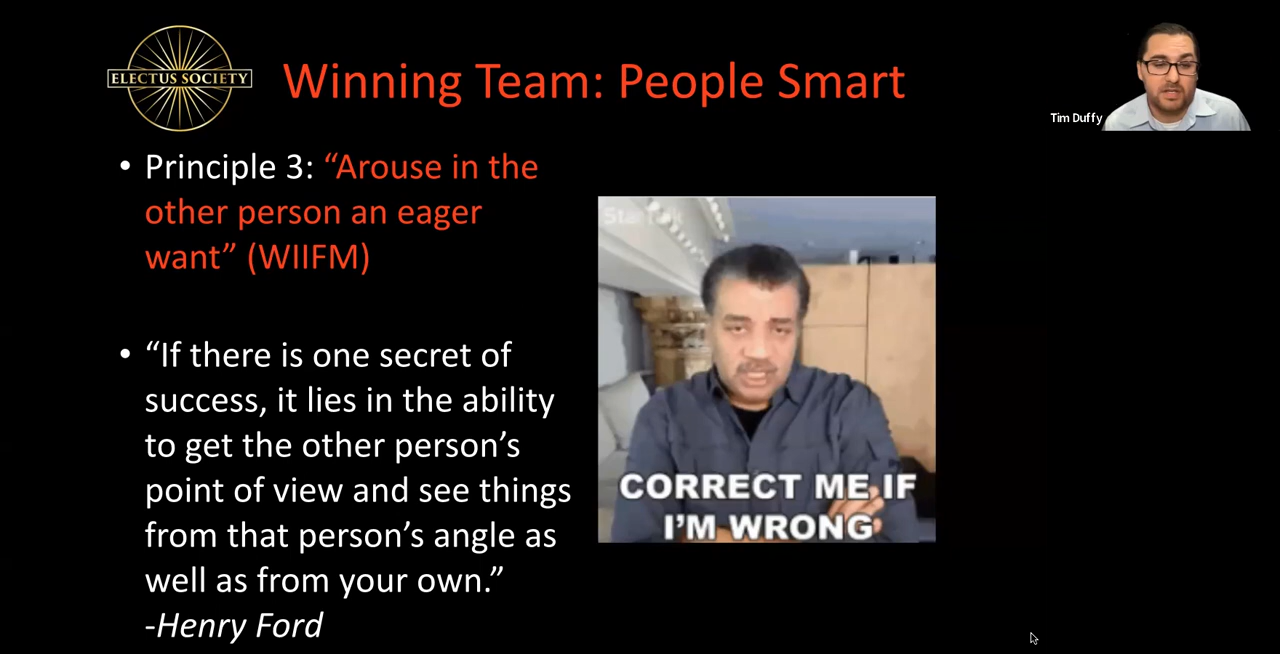 ELECTUS SOCIETY
Winning Team: People Smart
Tim Duffy
• Principle 3: “Arouse in the
other person an eager
want” (WIIFM)
• “If there is one secret of
success, it lies in the ability
to get the other person’s
point of view and see things
from that person’s angle as
well as from your own.”
-Henry Ford
StarTalk
CORRECT ME IF
I’M WRONG